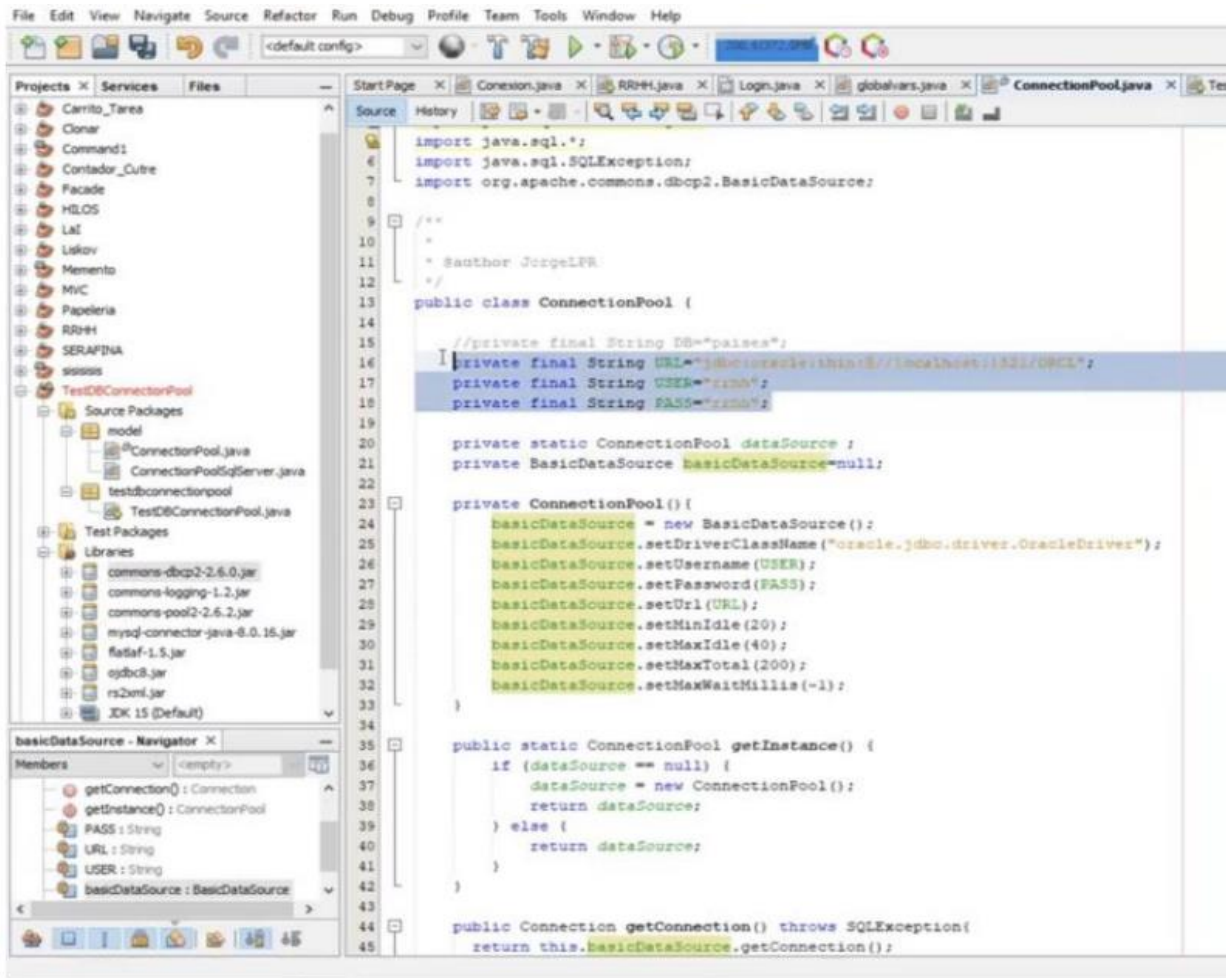 File Edit View Navigate Source Refactor Run Debug Profile Team Tools Window Help
<default config>
Projects Services Files
Carrito_Tarea
Clonar
Command1
Contador_Cutre
Facade
HILOS
LaI
Liskov
Memento
MVC
Papeleria
RRHH
SERAFINA
TestDBConnectionPool
Source Packages
model
ConnectionPool.java
ConnectionPoolSqlServer.java
testdbconnectionpool
TestDBConnectionPool.java
Test Packages
Libraries
commons-dbcp2-2.6.0.jar
commons-logging-1.2.jar
commons-pool2-2.6.2.jar
mysql-connector-java-8.0.16.jar
flatlaf-1.5.jar
ojdbc8.jar
rs2xml.jar
JDK 15 (Default)
basicDataSource - Navigator
Members <empty>
getConnection() : Connection
getInstance() : ConnectionPool
PASS : String
URL : String
USER : String
basicDataSource : BasicDataSource
Start Page Conexion.java RRHH.java Login.java globalvars.java ConnectionPool.java Tes
Source History
import java.sql.*;
6 import java.sql.SQLException;
7 import org.apache.commons.dbcp2.BasicDataSource;
8
9 /**
10 *
11 * @author JorgeLPR
12 */
13 public class ConnectionPool {
14
15 //private final String DB="paises";
16 private final String URL="jdbc:oracle:thin:@//localhost:1521/ORCL";
17 private final String USER="rrhh";
18 private final String PASS="rrhh";
19
20 private static ConnectionPool dataSource ;
21 private BasicDataSource basicDataSource=null;
22
23 private ConnectionPool(){
24 basicDataSource = new BasicDataSource();
25 basicDataSource.setDriverClassName("oracle.jdbc.driver.OracleDriver");
26 basicDataSource.setUsername(USER);
27 basicDataSource.setPassword(PASS);
28 basicDataSource.setUrl(URL);
29 basicDataSource.setMinIdle(20);
30 basicDataSource.setMaxIdle(40);
31 basicDataSource.setMaxTotal(200);
32 basicDataSource.setMaxWaitMillis(-1);
33 }
34
35 public static ConnectionPool getInstance() {
36 if (dataSource == null) {
37 dataSource = new ConnectionPool();
38 return dataSource;
39 } else {
40 return dataSource;
41 }
42 }
43
44 public Connection getConnection() throws SQLException{
45 return this.basicDataSource.getConnection();